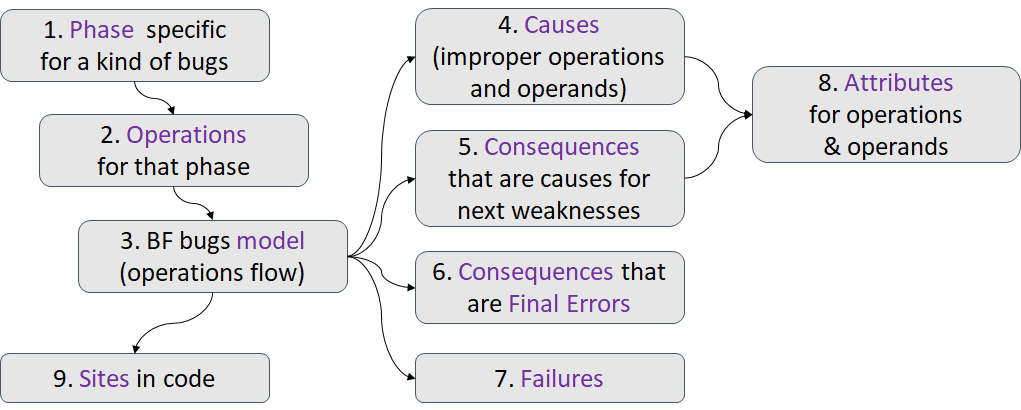 1. Phase specific
for a kind of bugs
2. Operations
for that phase
3. BF bugs model
(operations flow)
4. Causes
(improper operations
and operands)
5. Consequences
that are causes for
next weaknesses
6. Consequences that
are Final Errors
7. Failures
8. Attributes
for operations
& operands
9. Sites in code